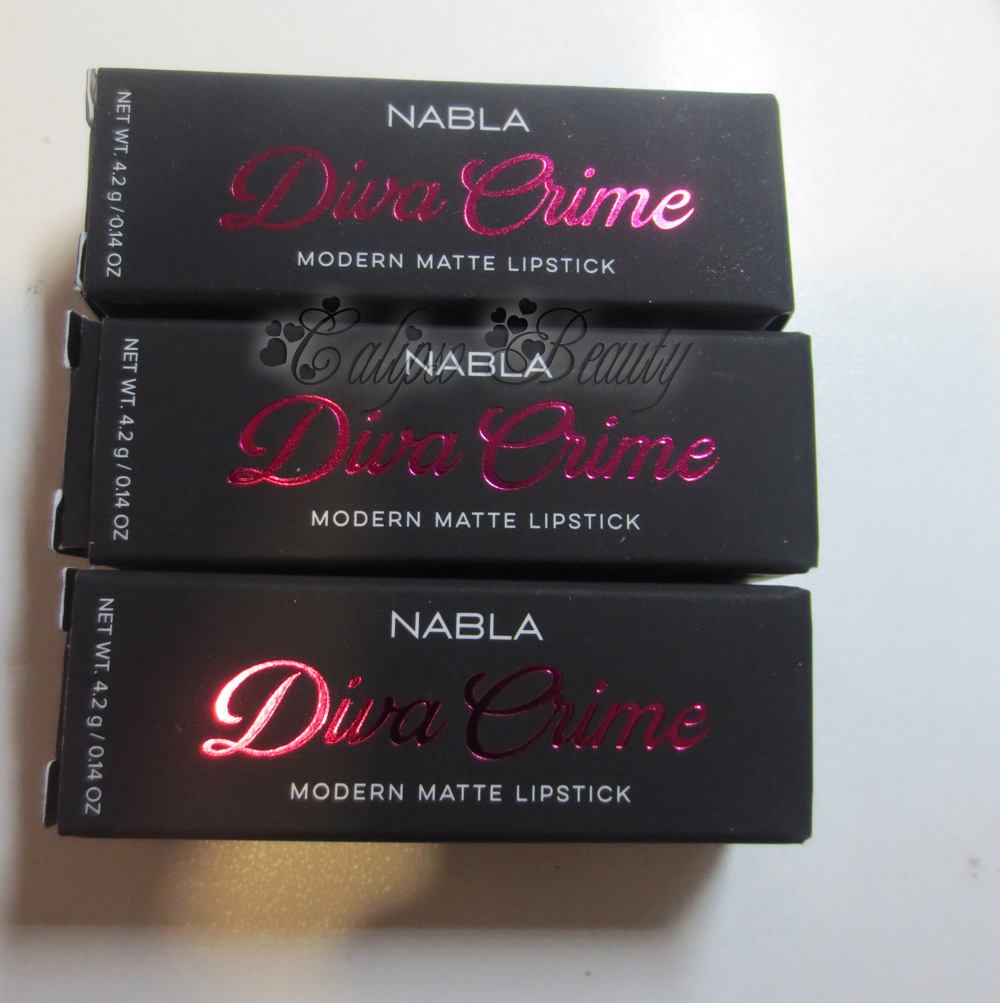 NABLA
Diva Crime
MODERN MATTE LIPSTICK
NET WT. 4.2 g / 0.14 OZ
Calipso Beauty
NABLA
Diva Crime
MODERN MATTE LIPSTICK
NET WT. 4.2 g / 0.14 OZ
NABLA
Diva Crime
MODERN MATTE LIPSTICK
NET WT. 4.2 g / 0.14 OZ